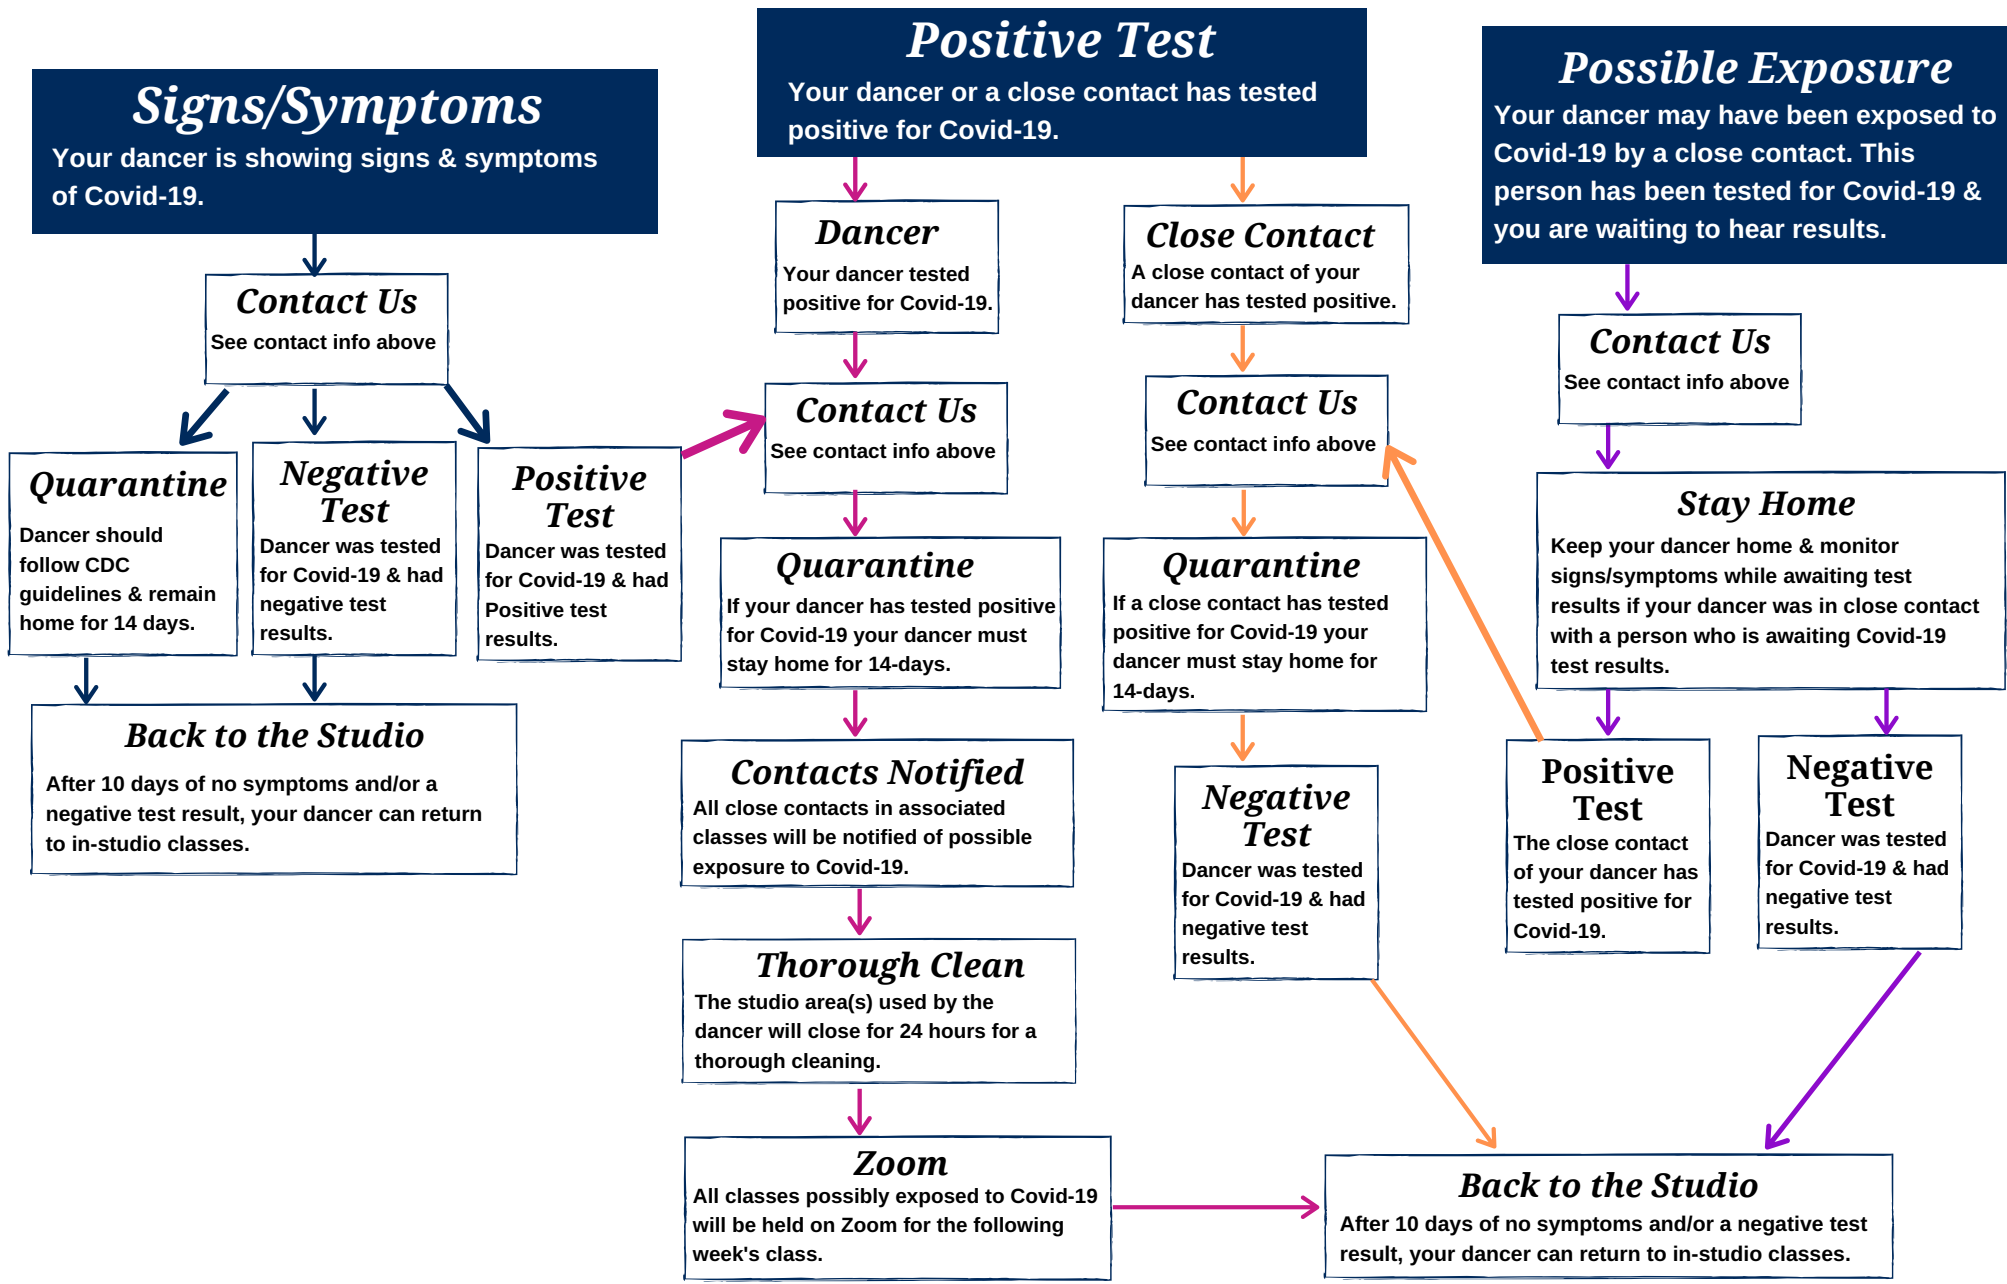 Signs/Symptoms
Your dancer is showing signs & symptoms
of Covid-19.
Contact Us
See contact info above
Quarantine
Dancer should
follow CDC
guidelines & remain
home for 14 days.
Negative
Test
Dancer was tested
for Covid-19 & had
negative test
results.
Positive
Test
Dancer was tested
for Covid-19 & had
Positive test
results.
Back to the Studio
After 10 days of no symptoms and/or a
negative test result, your dancer can return
to in-studio classes.
Positive Test
Your dancer or a close contact has tested
positive for Covid-19.
Dancer
Your dancer tested
positive for Covid-19.
Contact Us
See contact info above
Quarantine
If your dancer has tested positive
for Covid-19 your dancer must
stay home for 14-days.
Contacts Notified
All close contacts in associated
classes will be notified of possible
exposure to Covid-19.
Thorough Clean
The studio area(s) used by the
dancer will close for 24 hours for a
thorough cleaning.
Zoom
All classes possibly exposed to Covid-19
will be held on Zoom for the following
week's class.
Close Contact
A close contact of your
dancer has tested positive.
Contact Us
See contact info above
Quarantine
If a close contact has tested
positive for Covid-19 your
dancer must stay home for
14-days.
Negative
Test
Dancer was tested
for Covid-19 & had
negative test
results.
Possible Exposure
Your dancer may have been exposed to
Covid-19 by a close contact. This
person has been tested for Covid-19 &
you are waiting to hear results.
Contact Us
See contact info above
Stay Home
Keep your dancer home & monitor
signs/symptoms while awaiting test
results if your dancer was in close contact
with a person who is awaiting Covid-19
test results.
Positive
Test
The close contact
of your dancer has
tested positive for
Covid-19.
Negative
Test
Dancer was tested
for Covid-19 & had
negative test
results.
Back to the Studio
After 10 days of no symptoms and/or a negative test
result, your dancer can return to in-studio classes.